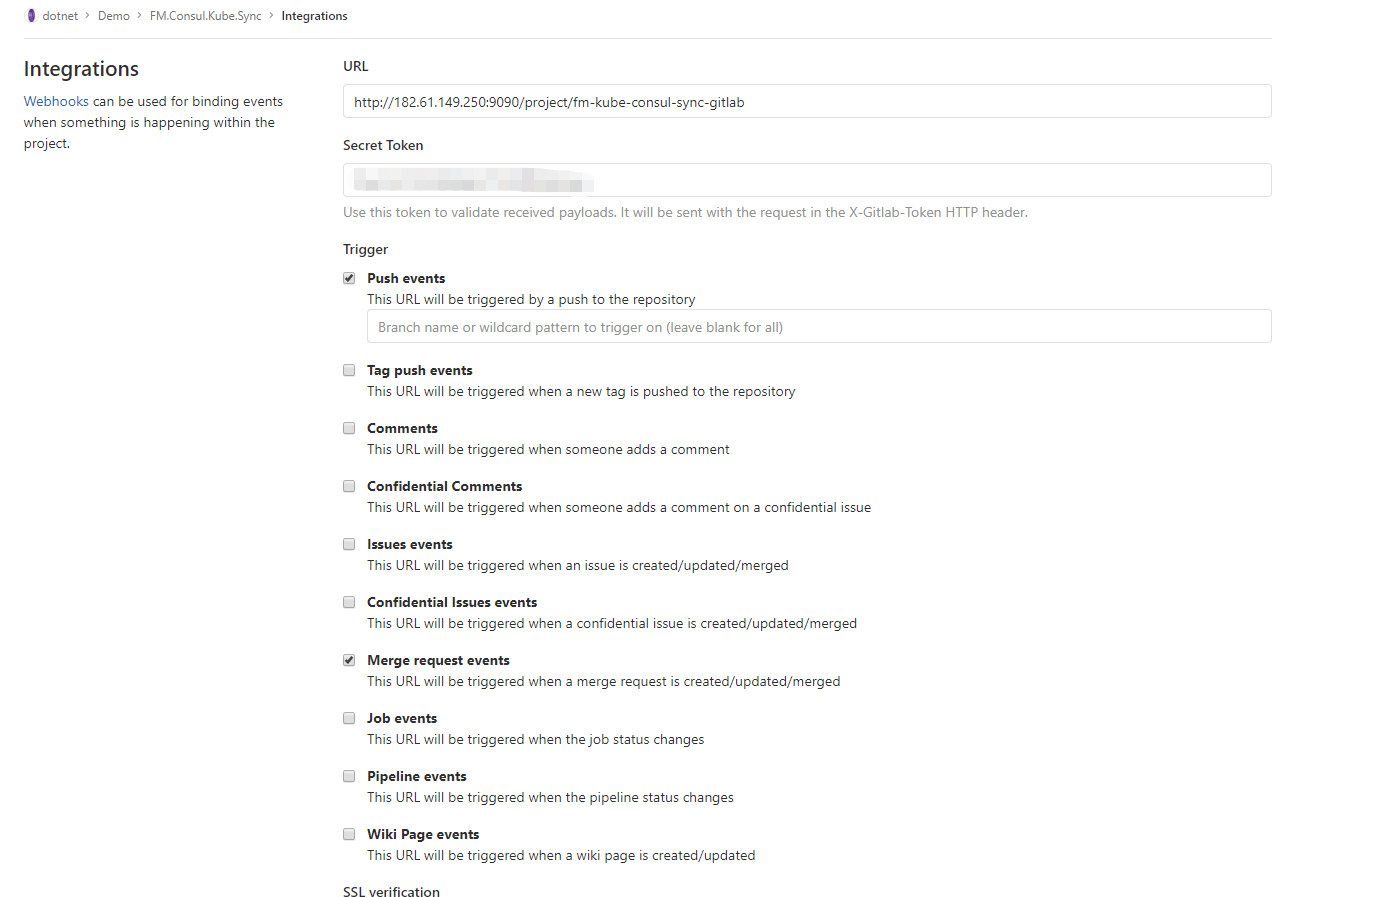 dotnet > Demo > FM.Consul.Kube.Sync > Integrations
Integrations
Webhooks can be used for binding events
when something is happening within the
project.
URL
http://182.61.149.250:9090/project/fm-kube-consul-sync-gitlab
Secret Token
Use this token to validate received payloads. It will be sent with the request in the X-Gitlab-Token HTTP header.
Trigger
Push events
This URL will be triggered by a push to the repository
Branch name or wildcard pattern to trigger on (leave blank for all)
Tag push events
This URL will be triggered when a new tag is pushed to the repository
Comments
This URL will be triggered when someone adds a comment
Confidential Comments
This URL will be triggered when someone adds a comment on a confidential issue
Issues events
This URL will be triggered when an issue is created/updated/merged
Confidential Issues events
This URL will be triggered when a confidential issue is created/updated/merged
Merge request events
This URL will be triggered when a merge request is created/updated/merged
Job events
This URL will be triggered when the job status changes
Pipeline events
This URL will be triggered when the pipeline status changes
Wiki Page events
This URL will be triggered when a wiki page is created/updated
SSL verification